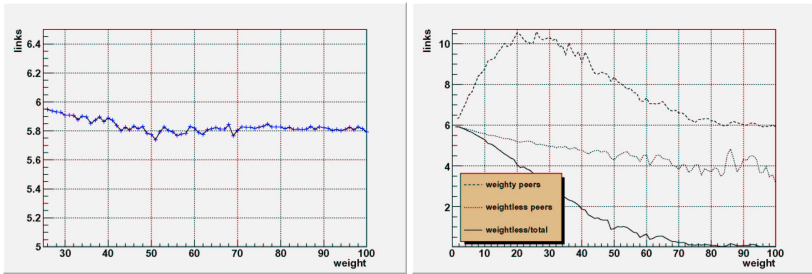 links
6.4
6.2
6
5.8
5.6
5.4
5.2
5
30 40 50 60 70 80 90 100
weight
links
10
8
6
4
2
weighty peers
weightless peers
weightless/total
0 10 20 30 40 50 60 70 80 90 100
weight